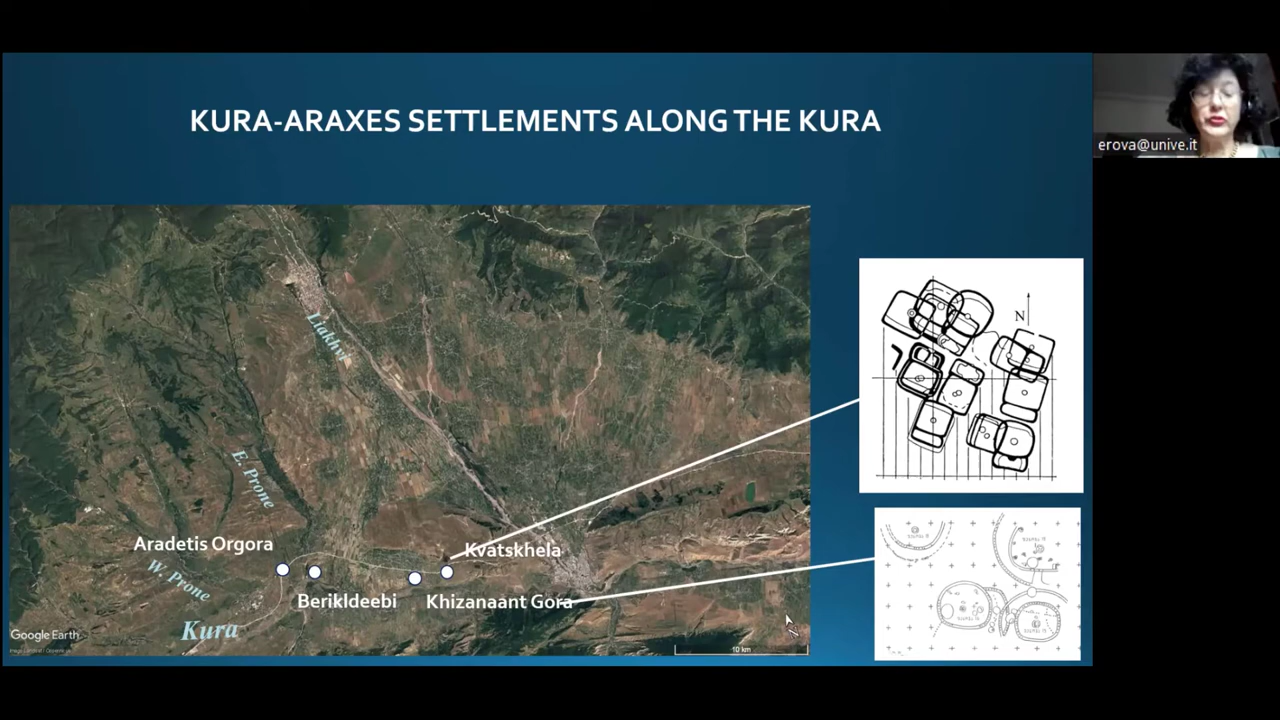 KURA-ARAXES SETTLEMENTS ALONG THE KURA
erova@unive.it
Liakhvi
N
E. Prone
Aradetis Orgora
Kvatskhela
W. Prone
Berikldeebi
Khizanaant Gora
Kura
Google Earth
N
10 km